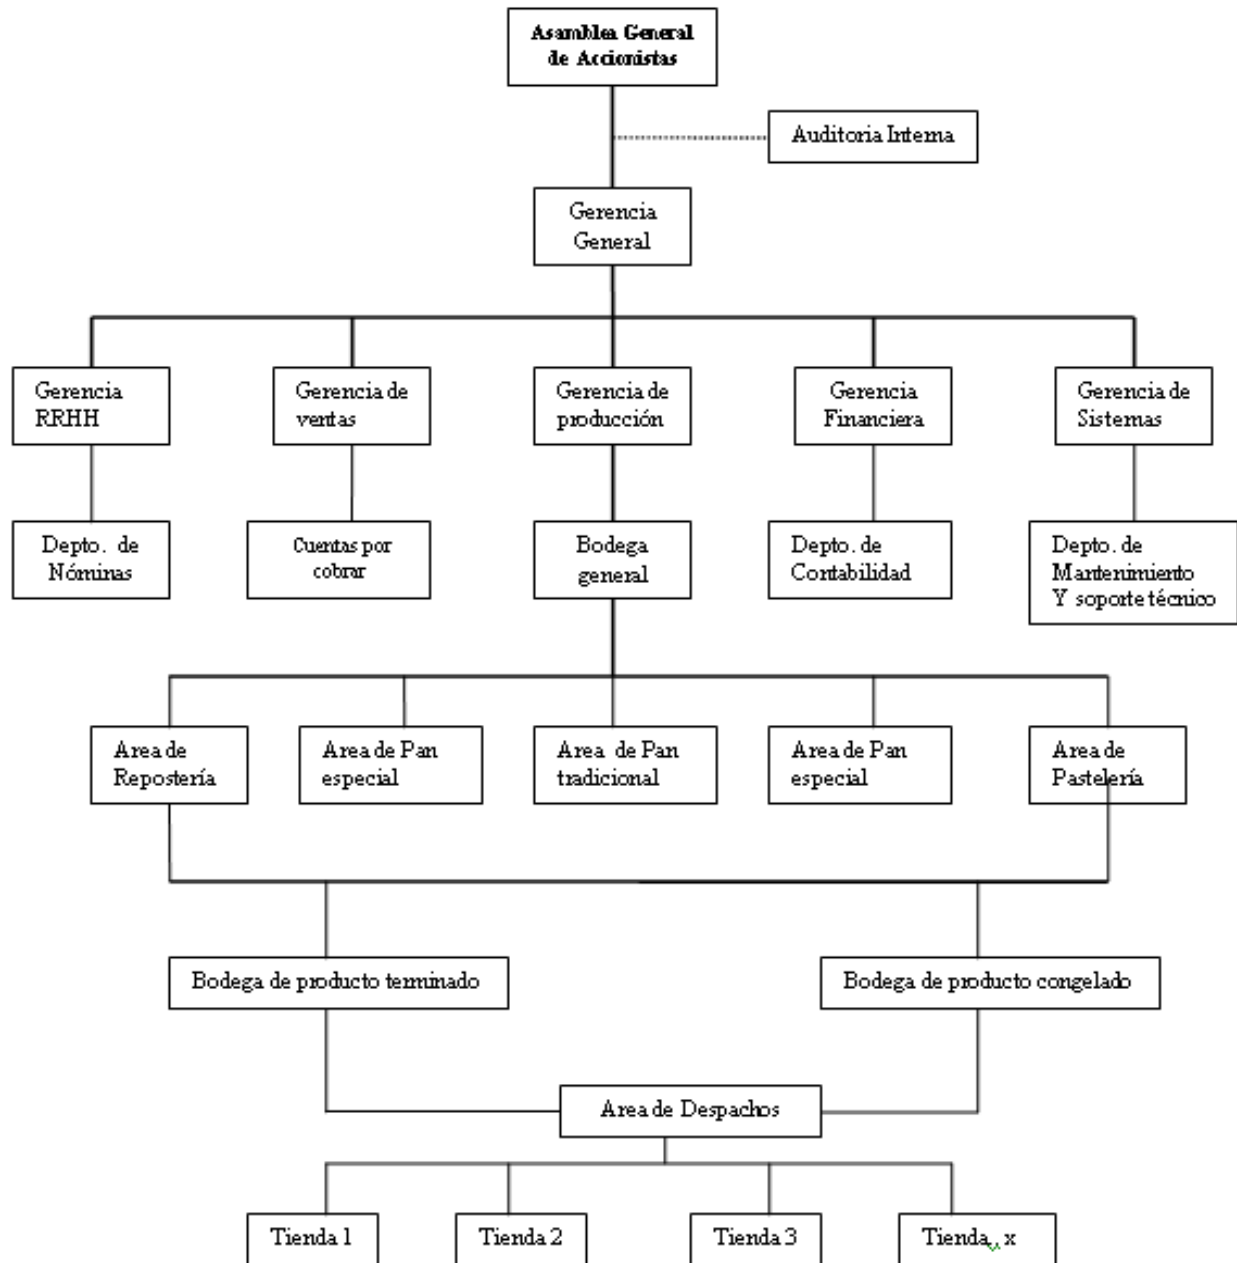 Asamblea General
de Accionistas
Auditoria Interna
Gerencia
General
Gerencia
RRHH
Gerencia de
ventas
Gerencia de
producción
Gerencia
Financiera
Gerencia de
Sistemas
Depto. de
Nóminas
Cuentas por
cobrar
Bodega
general
Depto. de
Contabilidad
Depto. de
Mantenimiento
Y soporte técnico
Area de
Repostería
Area de Pan
especial
Area de Pan
tradicional
Area de Pan
especial
Area de
Pastelería
Bodega de producto terminado
Bodega de producto congelado
Area de Despachos
Tienda 1
Tienda 2
Tienda 3
Tienda, x